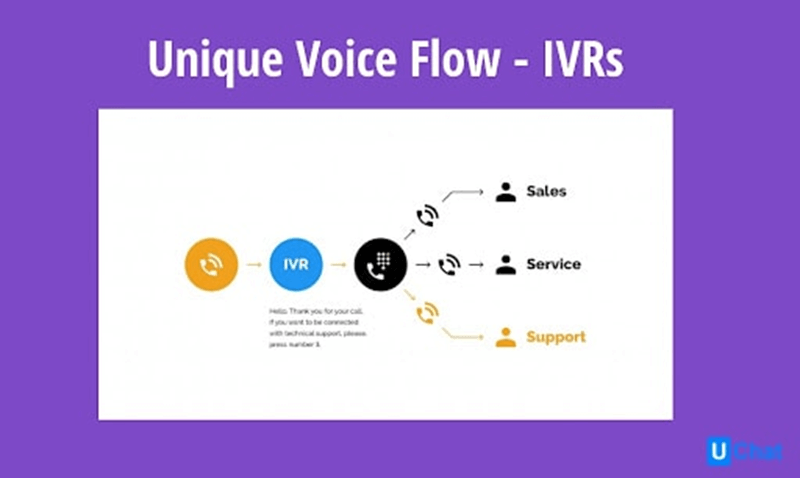 Unique Voice Flow - IVRs
Sales
IVR
Service
Hello. Thank you for your call.
If you want to be connected
with technical support, please,
press number 3.
Support
U Chat